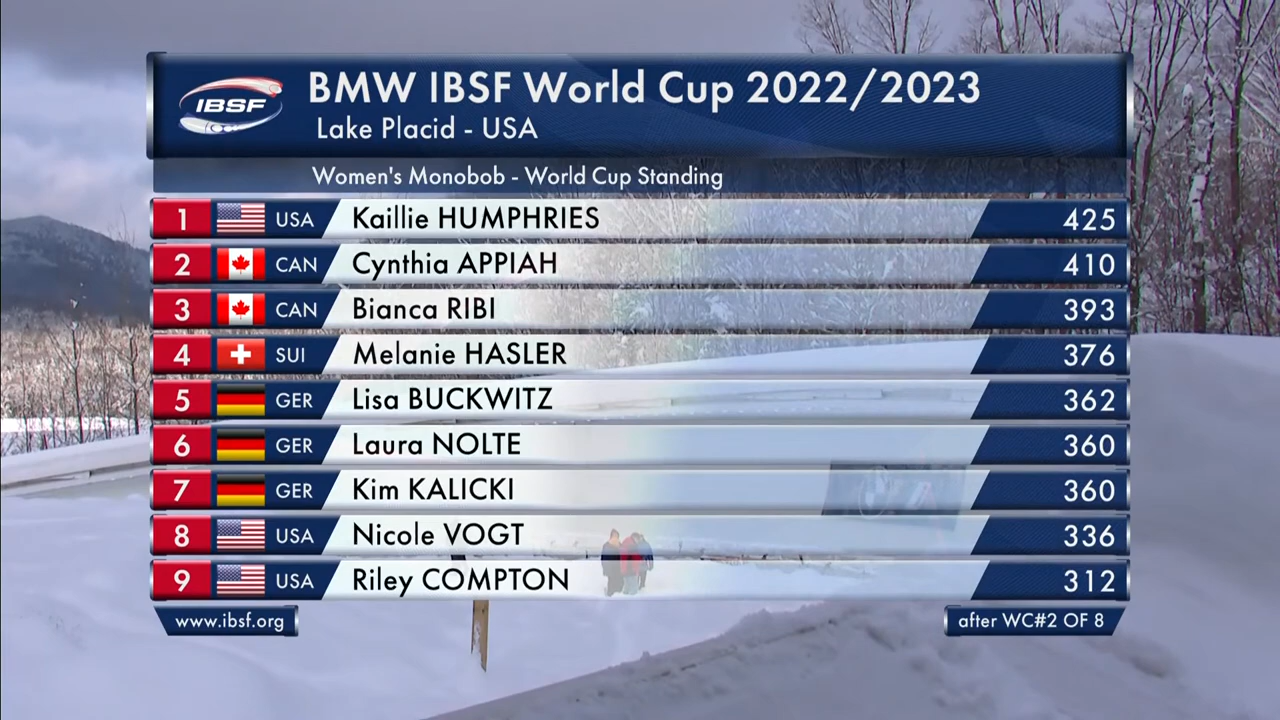 IBSF
BMW IBSF World Cup 2022/2023
Lake Placid - USA
Women's Monobob - World Cup Standing
1 USA Kaillie HUMPHRIES 425
2 CAN Cynthia APPIAH 410
3 CAN Bianca RIBI 393
4 SUI Melanie HASLER 376
5 GER Lisa BUCKWITZ 362
6 GER Laura NOLTE 360
7 GER Kim KALICKI 360
8 USA Nicole VOGT 336
9 USA Riley COMPTON 312
www.ibsf.org
after WC#2 OF 8